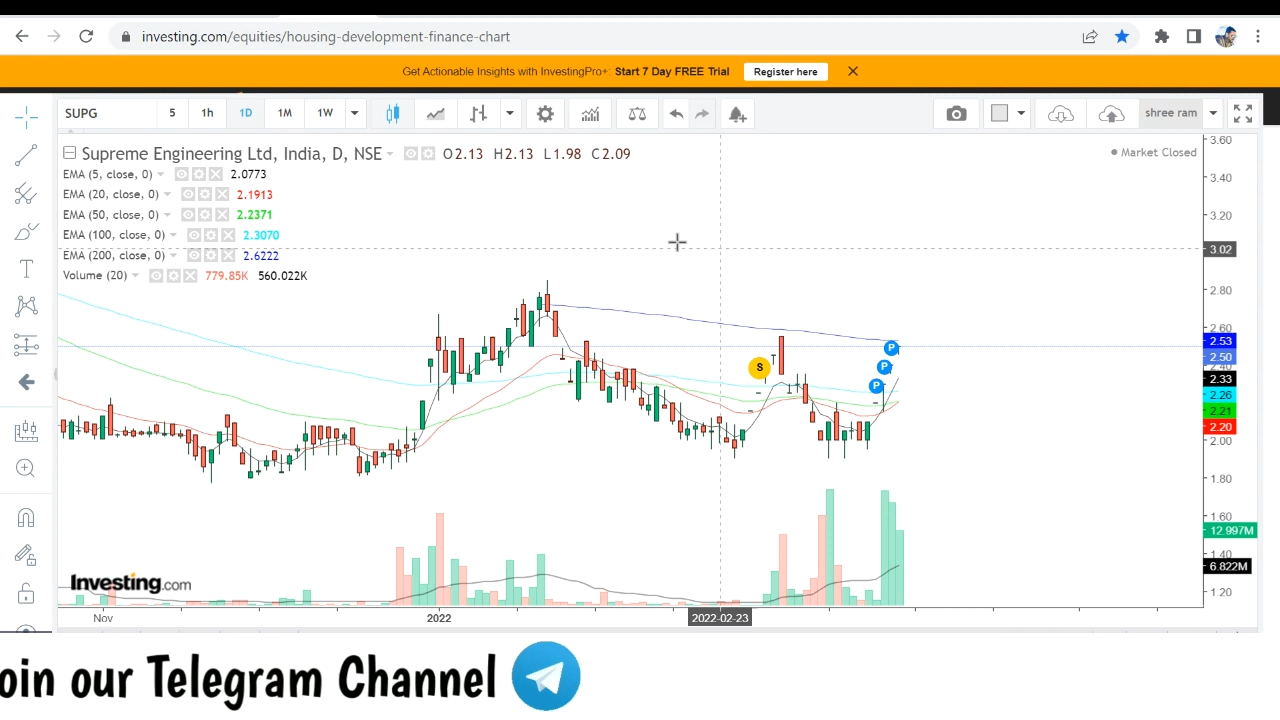 investing.com/equities/housing-development-finance-chart
Get Actionable Insights with InvestingPro+: Start 7 Day FREE Trial
Register here
SUPG 5 1h 1D 1M 1W
shree ram
Supreme Engineering Ltd, India, D, NSE O2.13 H2.13 L1.98 C2.09
Market Closed
EMA (5, close, 0) 2.0773
EMA (20, close, 0) 2.1913
EMA (50, close, 0) 2.2371
EMA (100, close, 0) 2.3070
EMA (200, close, 0) 2.6222
Volume (20) 779.85K 560.022K
3.60
3.40
3.20
3.02
2.80
2.60
2.53
2.50
2.33
2.26
2.21
2.20
2.00
1.80
1.60
12.997M
1.40
6.822M
1.20
S
P
P
P
Investing.com
Nov 2022 2022-02-23
oin our Telegram Channel